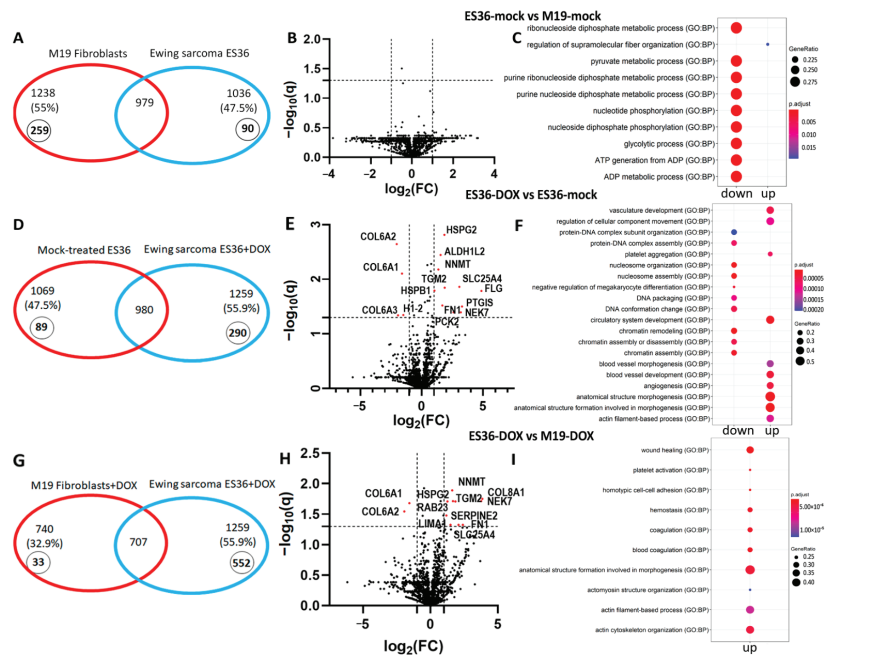 ES36-mock vs M19-mock
A
M19 Fibroblasts
Ewing sarcoma ES36
1238
(55%)
259
979
1036
(47.5%)
90
B
2.5
2.0
1.5
1.0
0.5
0.0
−4
−2
0
2
4
−log10(q)
log2(FC)
C
ribonucleoside diphosphate metabolic process (GO:BP)
regulation of supramolecular fiber organization (GO:BP)
pyruvate metabolic process (GO:BP)
purine ribonucleoside diphosphate metabolic process (GO:BP)
purine nucleoside diphosphate metabolic process (GO:BP)
nucleotide phosphorylation (GO:BP)
nucleoside diphosphate phosphorylation (GO:BP)
glycolytic process (GO:BP)
ATP generation from ADP (GO:BP)
ADP metabolic process (GO:BP)
down
up
GeneRatio
0.225
0.250
0.275
p.adjust
0.005
0.010
0.015
ES36-DOX vs ES36-mock
D
Mock-treated ES36
Ewing sarcoma ES36+DOX
1069
(47.5%)
89
980
1259
(55.9%)
290
E
3
2
1
0
−5
0
5
−log10(q)
log2(FC)
COL6A2
COL6A1
COL6A3
H1-2
HSPB1
TGM2
HSPG2
ALDH1L2
NNMT
SLC25A4
FLG
PTGIS
FN1
NEK7
PCK2
F
vasculature development (GO:BP)
regulation of cellular component movement (GO:BP)
protein-DNA complex subunit organization (GO:BP)
protein-DNA complex assembly (GO:BP)
platelet aggregation (GO:BP)
nucleosome organization (GO:BP)
nucleosome assembly (GO:BP)
negative regulation of megakaryocyte differentiation (GO:BP)
DNA packaging (GO:BP)
DNA conformation change (GO:BP)
circulatory system development (GO:BP)
chromatin remodeling (GO:BP)
chromatin assembly or disassembly (GO:BP)
chromatin assembly (GO:BP)
blood vessel morphogenesis (GO:BP)
blood vessel development (GO:BP)
angiogenesis (GO:BP)
anatomical structure morphogenesis (GO:BP)
anatomical structure formation involved in morphogenesis (GO:BP)
actin filament-based process (GO:BP)
down
up
p.adjust
0.00005
0.00010
0.00015
0.00020
GeneRatio
0.2
0.3
0.4
0.5
ES36-DOX vs M19-DOX
G
M19 Fibroblasts+DOX
Ewing sarcoma ES36+DOX
740
(32.9%)
33
707
1259
(55.9%)
552
H
2.5
2.0
1.5
1.0
0.5
0.0
−5
0
5
−log10(q)
log2(FC)
COL6A1
COL6A2
NNMT
HSPG2
TGM2
COL8A1
NEK7
RAB23
SERPINE2
LIMA1
FN1
SLC25A4
I
wound healing (GO:BP)
platelet activation (GO:BP)
homotypic cell-cell adhesion (GO:BP)
hemostasis (GO:BP)
coagulation (GO:BP)
blood coagulation (GO:BP)
anatomical structure formation involved in morphogenesis (GO:BP)
actomyosin structure organization (GO:BP)
actin filament-based process (GO:BP)
actin cytoskeleton organization (GO:BP)
up
p.adjust
GeneRatio
0.25
0.30
0.35
0.40